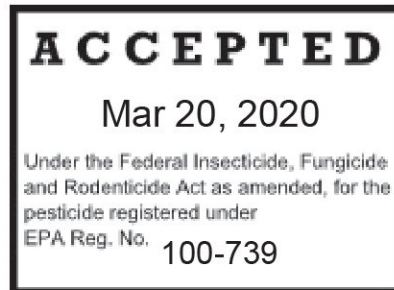 ACCEPTED
Mar 20, 2020
Under the Federal Insecticide, Fungicide
and Rodenticide Act as amended, for the
pesticide registered under
EPA Reg. No. 100-739